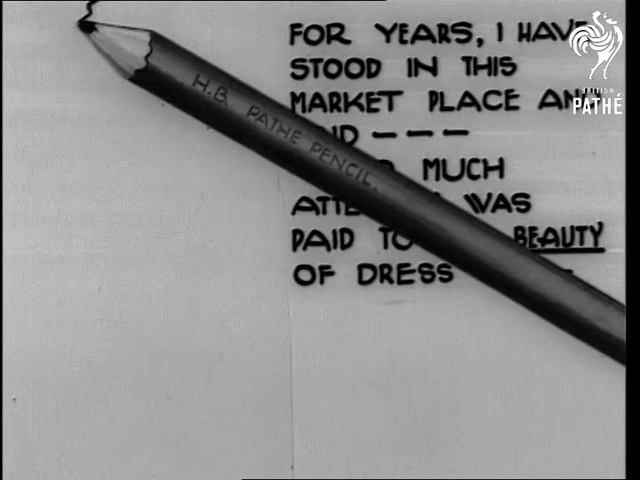 FOR YEARS, I HAVE
STOOD IN THIS
MARKET PLACE AND
MUCH
WAS
PAID TO BEAUTY
OF DRESS
H.B. PATHE PENCIL.
BRITISH
PATHÉ